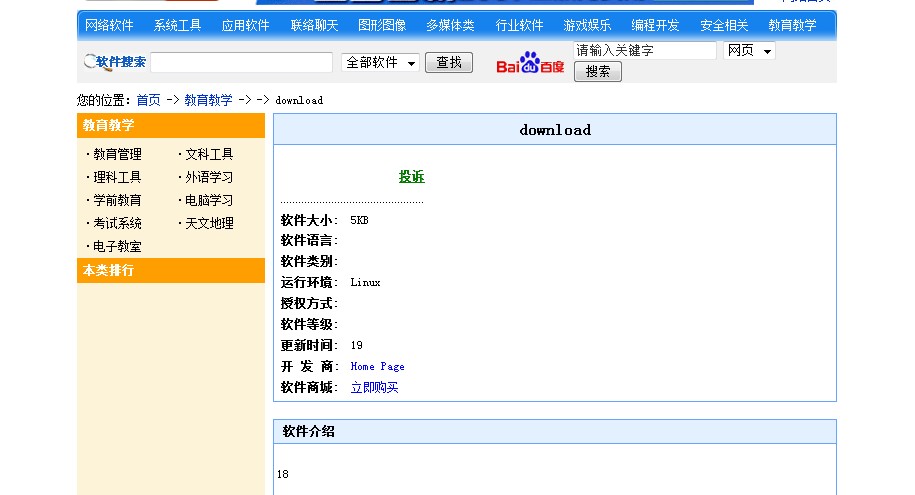 网络软件 系统工具 应用软件 联络聊天 图形图像 多媒体类 行业软件 游戏娱乐 编程开发 安全相关 教育教学
软件搜索 全部软件 查找 Bai百度 请输入关键字 网页
搜索
您的位置: 首页 -> 教育教学 -> -> download
教育教学
·教育管理 ·文科工具
·理科工具 ·外语学习
·学前教育 ·电脑学习
·考试系统 ·天文地理
·电子教室
本类排行
download
投诉
软件大小: 5KB
软件语言:
软件类别:
运行环境: Linux
授权方式:
软件等级:
更新时间: 19
开 发 商: Home Page
软件商城: 立即购买
软件介绍
18